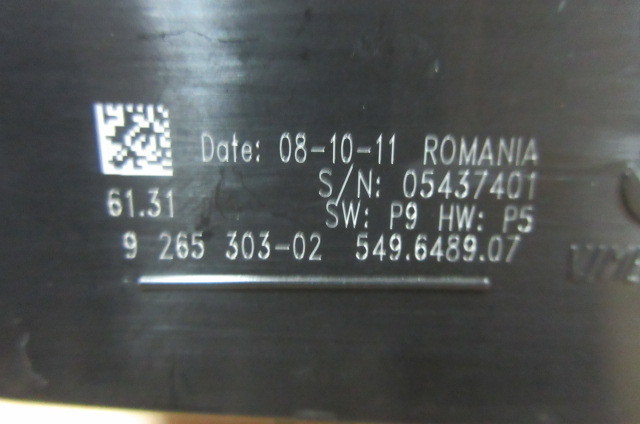 Date: 08-10-11 ROMANIA
S/N: 05437401
61.31 SW: P9 HW: P5
9 265 303-02 549.6489.07